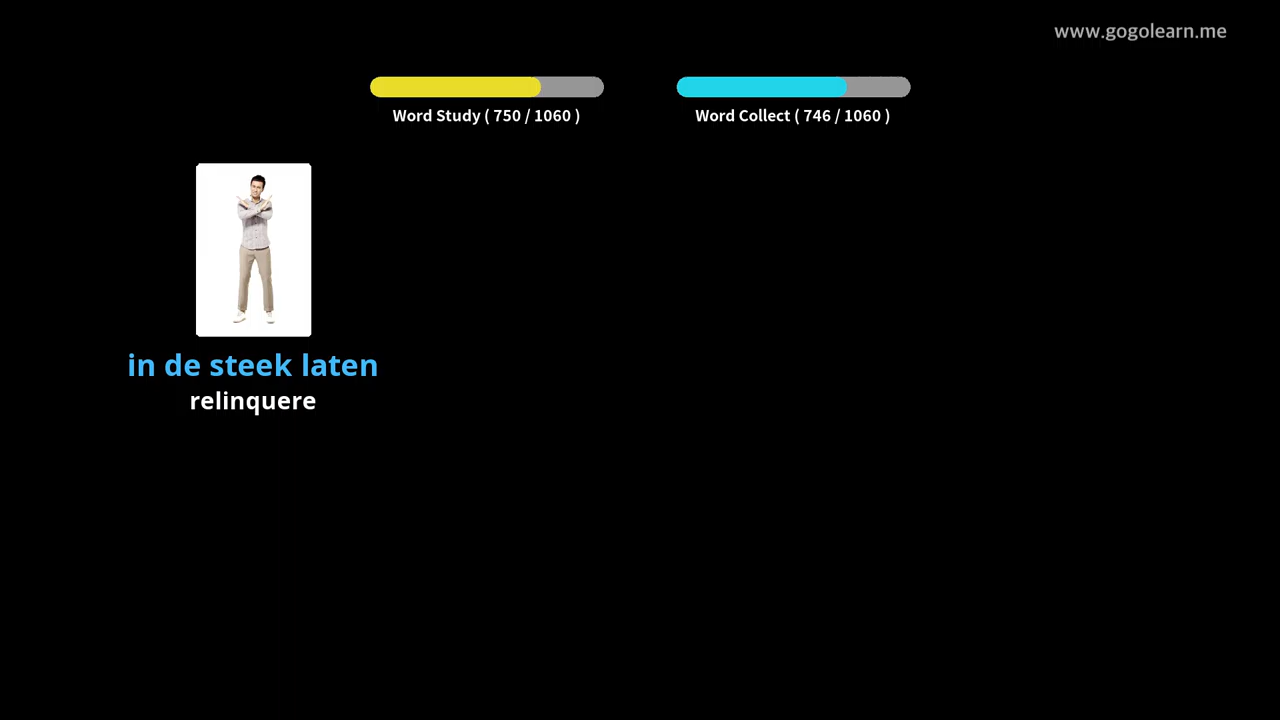 www.gogolearn.me
Word Study ( 750 / 1060 )
Word Collect ( 746 / 1060 )
in de steek laten
relinquere